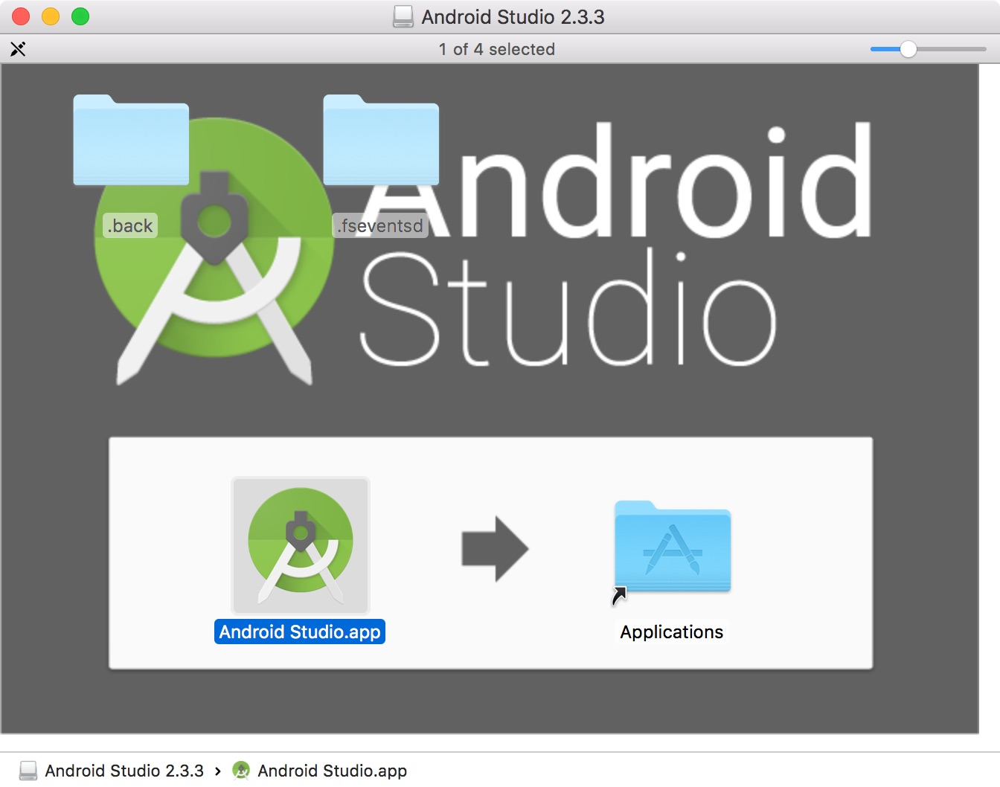 Android Studio 2.3.3
1 of 4 selected
Android
.back
.fseventsd
Studio
Android Studio.app
Applications
Android Studio 2.3.3 › Android Studio.app